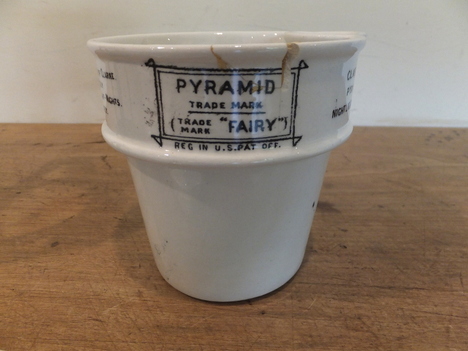 PYRAMID
TRADE MARK
(TRADE MARK "FAIRY")
REG IN U.S. PAT OFF.